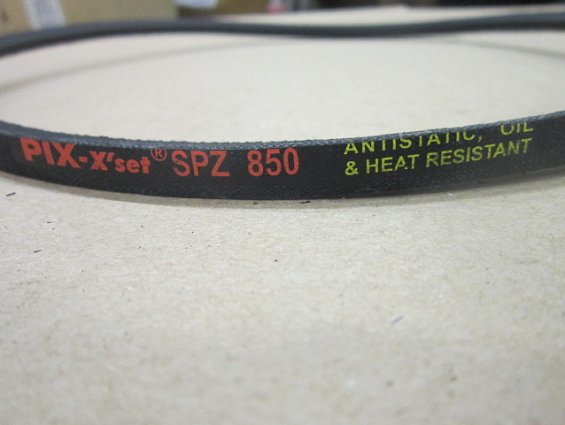 PIX-X'set® SPZ 850
ANTISTATIC, OIL
& HEAT RESISTANT